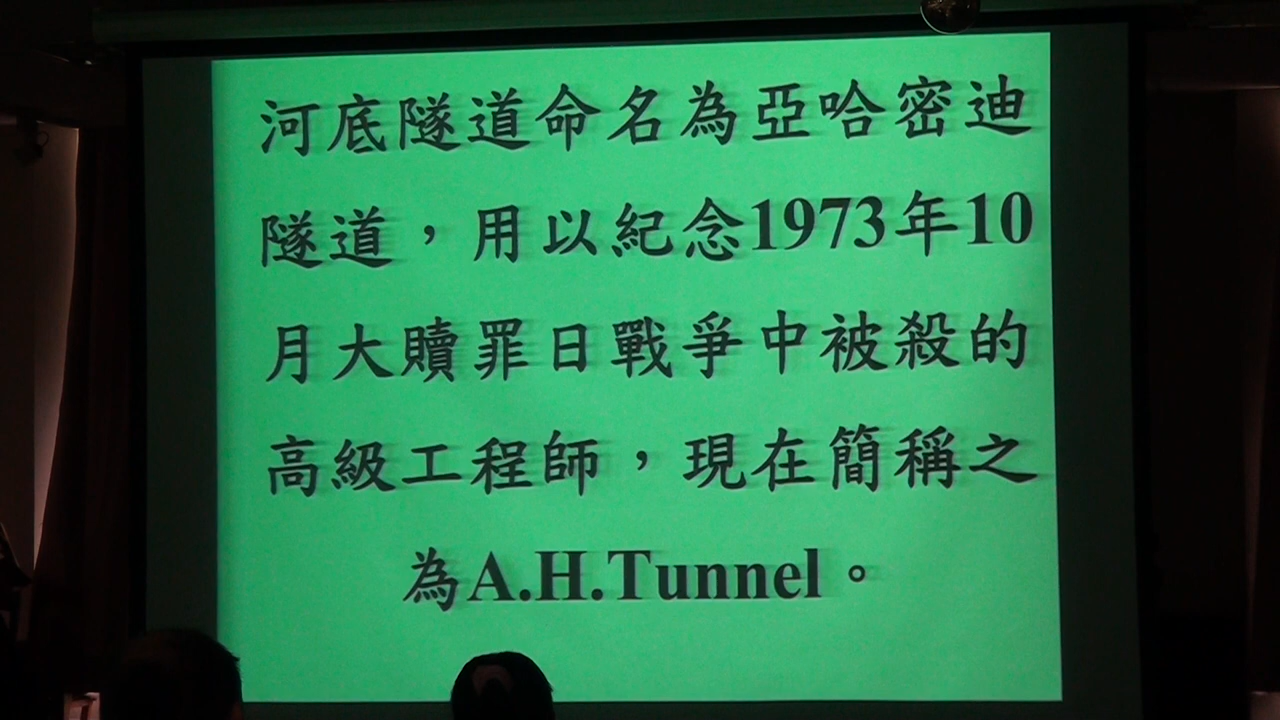 河底隧道命名為亞哈密迪
隧道，用以紀念1973年10
月大贖罪日戰爭中被殺的
高級工程師，現在簡稱之
為A.H.Tunnel。